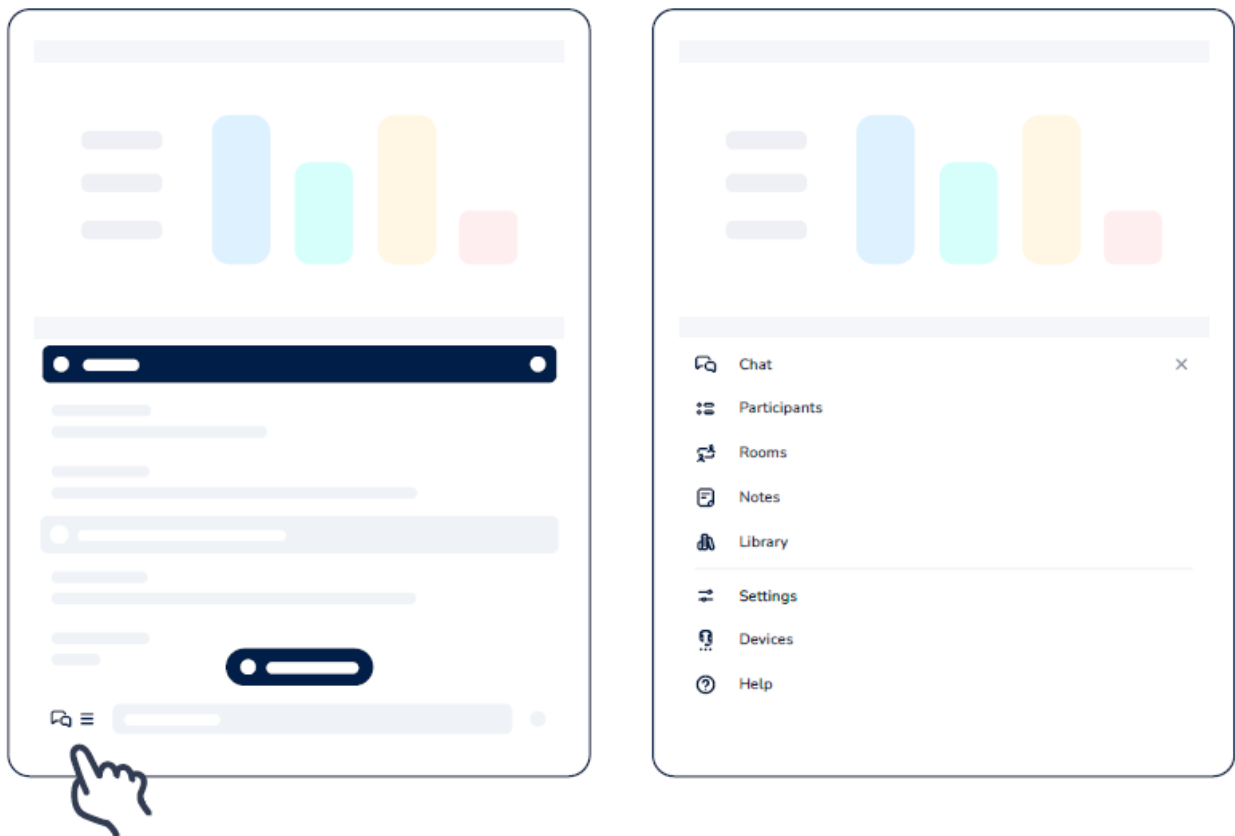 Chat
Participants
Rooms
Notes
Library
Settings
Devices
Help